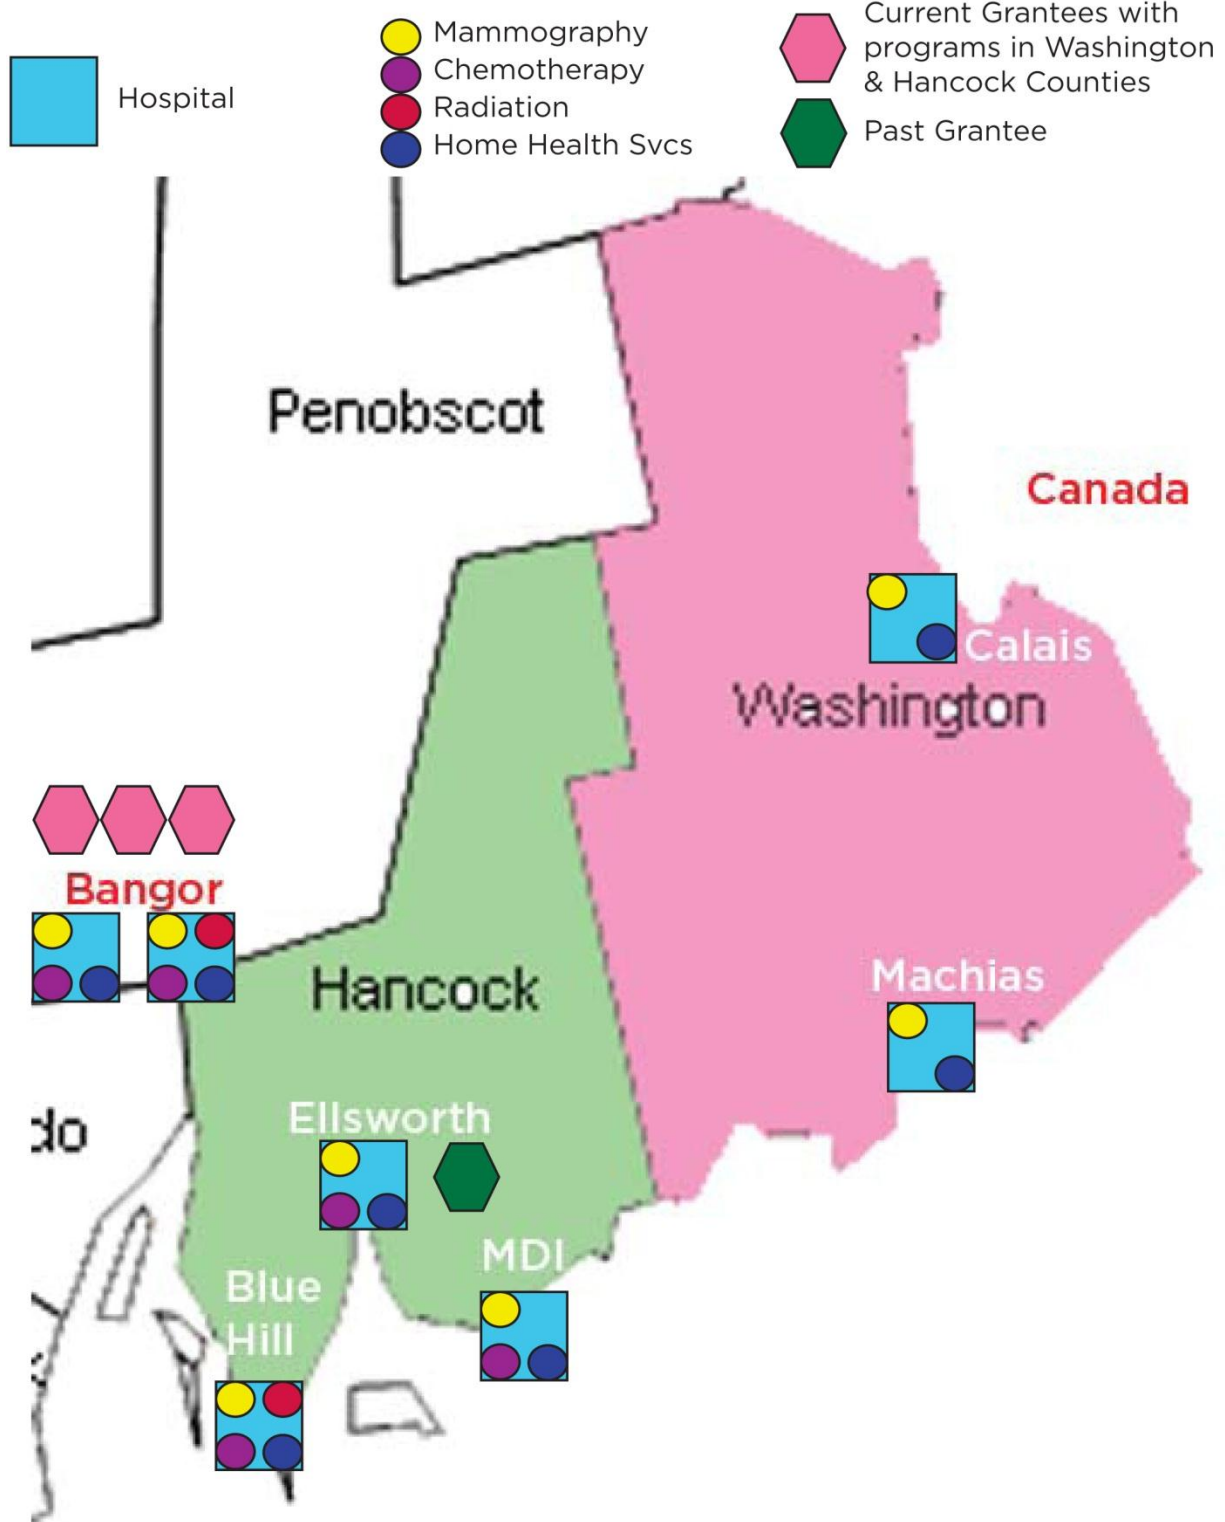 Hospital
Mammography
Chemotherapy
Radiation
Home Health Svcs
Current Grantees with
programs in Washington
& Hancock Counties
Past Grantee
Penobscot
Canada
Calais
Washington
Bangor
Hancock
Machias
Ellsworth
do
MDI
Blue
Hill